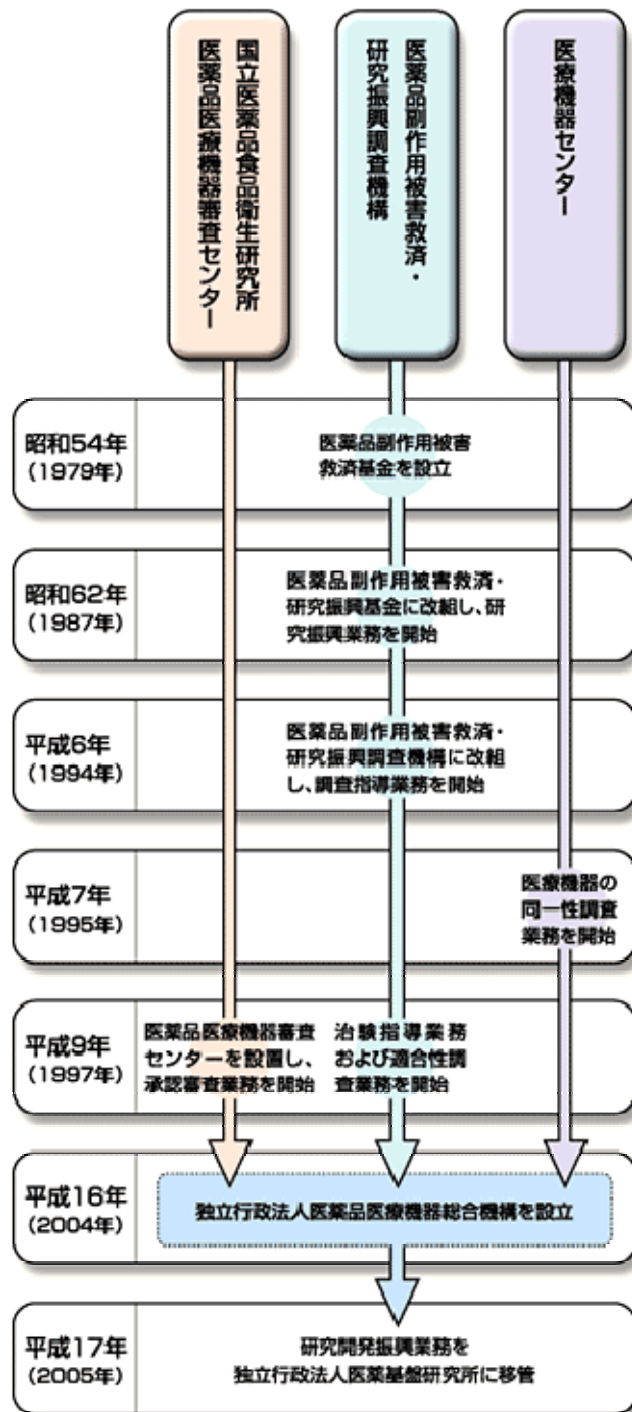 国立医薬品食品衛生研究所
医薬品医療機器審査センター
医薬品副作用被害救済・
研究振興調査機構
医療機器センター
昭和54年
(1979年)
医薬品副作用被害
救済基金を設立
昭和62年
(1987年)
医薬品副作用被害救済・
研究振興基金に改組し、研
究振興業務を開始
平成6年
(1994年)
医薬品副作用被害救済・
研究振興調査機構に改組
し、調査指導業務を開始
平成7年
(1995年)
医療機器の
同一性調査
業務を開始
平成9年
(1997年)
医薬品医療機器審査
センターを設置し、
承認審査業務を開始
治験指導業務
および適合性調
査業務を開始
平成16年
(2004年)
独立行政法人医薬品医療機器総合機構を設立
平成17年
(2005年)
研究開発振興業務を
独立行政法人医薬基盤研究所に移管